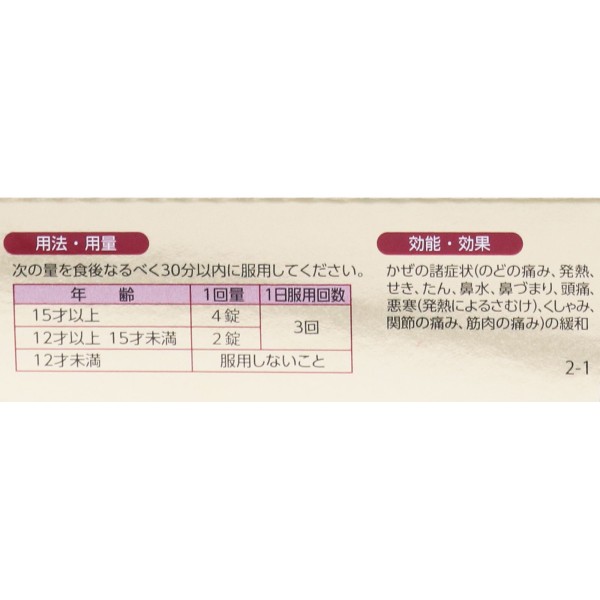 用法・用量
次の量を食後なるべく30分以内に服用してください。
年 齢 1回量 1日服用回数
15才以上 4錠 3回
12才以上 15才未満 2錠
12才未満 服用しないこと
効能・効果
かぜの諸症状(のどの痛み、発熱、
せき、たん、鼻水、鼻づまり、頭痛、
悪寒(発熱によるさむけ)、くしゃみ、
関節の痛み、筋肉の痛み)の緩和
2-1